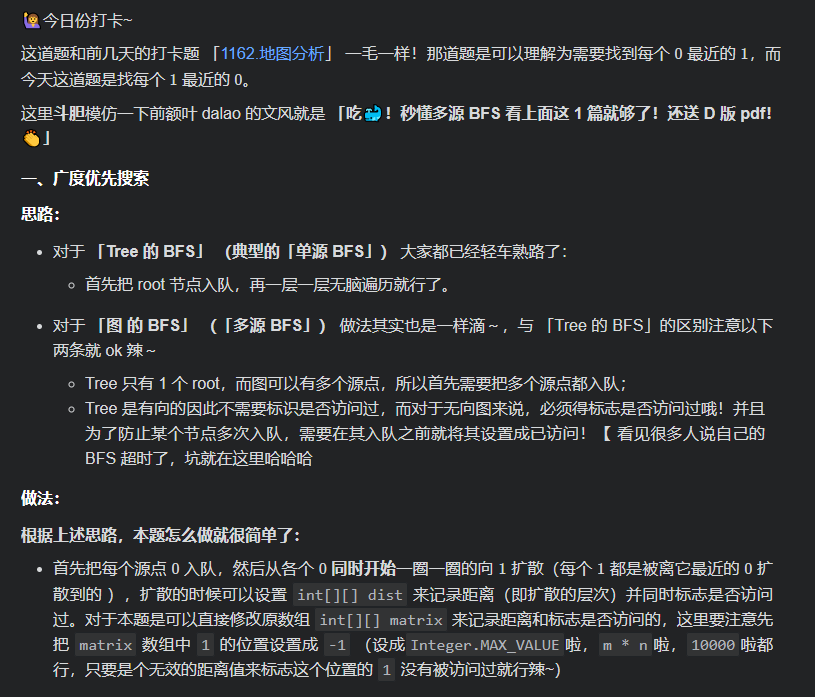 🙋今日份打卡~
这道题和前几天的打卡题 「1162.地图分析」 一毛一样！那道题是可以理解为需要找到每个 0 最近的 1，而
今天这道题是找每个 1 最近的 0。
这里斗胆模仿一下前额叶 dalao 的文风就是 「吃🐳！秒懂多源 BFS 看上面这 1 篇就够了！还送 D 版 pdf!
👏」
一、广度优先搜索
思路：
对于 「Tree 的 BFS」 （典型的「单源 BFS」） 大家都已经轻车熟路了：
首先把 root 节点入队，再一层一层无脑遍历就行了。
对于 「图 的 BFS」 （「多源 BFS」） 做法其实也是一样滴～，与 「Tree 的 BFS」的区别注意以下
两条就 ok 辣～
Tree 只有 1 个 root，而图可以有多个源点，所以首先需要把多个源点都入队；
Tree 是有向的因此不需要标识是否访问过，而对于无向图来说，必须得标志是否访问过哦！并且
为了防止某个节点多次入队，需要在其入队之前就将其设置成已访问！【 看见很多人说自己的
BFS 超时了，坑就在这里哈哈哈
做法：
根据上述思路，本题怎么做就很简单了：
首先把每个源点 0 入队，然后从各个 0 同时开始一圈一圈的向 1 扩散（每个 1 都是被离它最近的 0 扩
散到的 ），扩散的时候可以设置 int[][] dist 来记录距离（即扩散的层次）并同时标志是否访问
过。对于本题是可以直接修改原数组 int[][] matrix 来记录距离和标志是否访问的，这里要注意先
把 matrix 数组中 1 的位置设置成 -1 （设成 Integer.MAX_VALUE 啦， m * n 啦， 10000 啦都
行，只要是个无效的距离值来标志这个位置的 1 没有被访问过就行辣~）